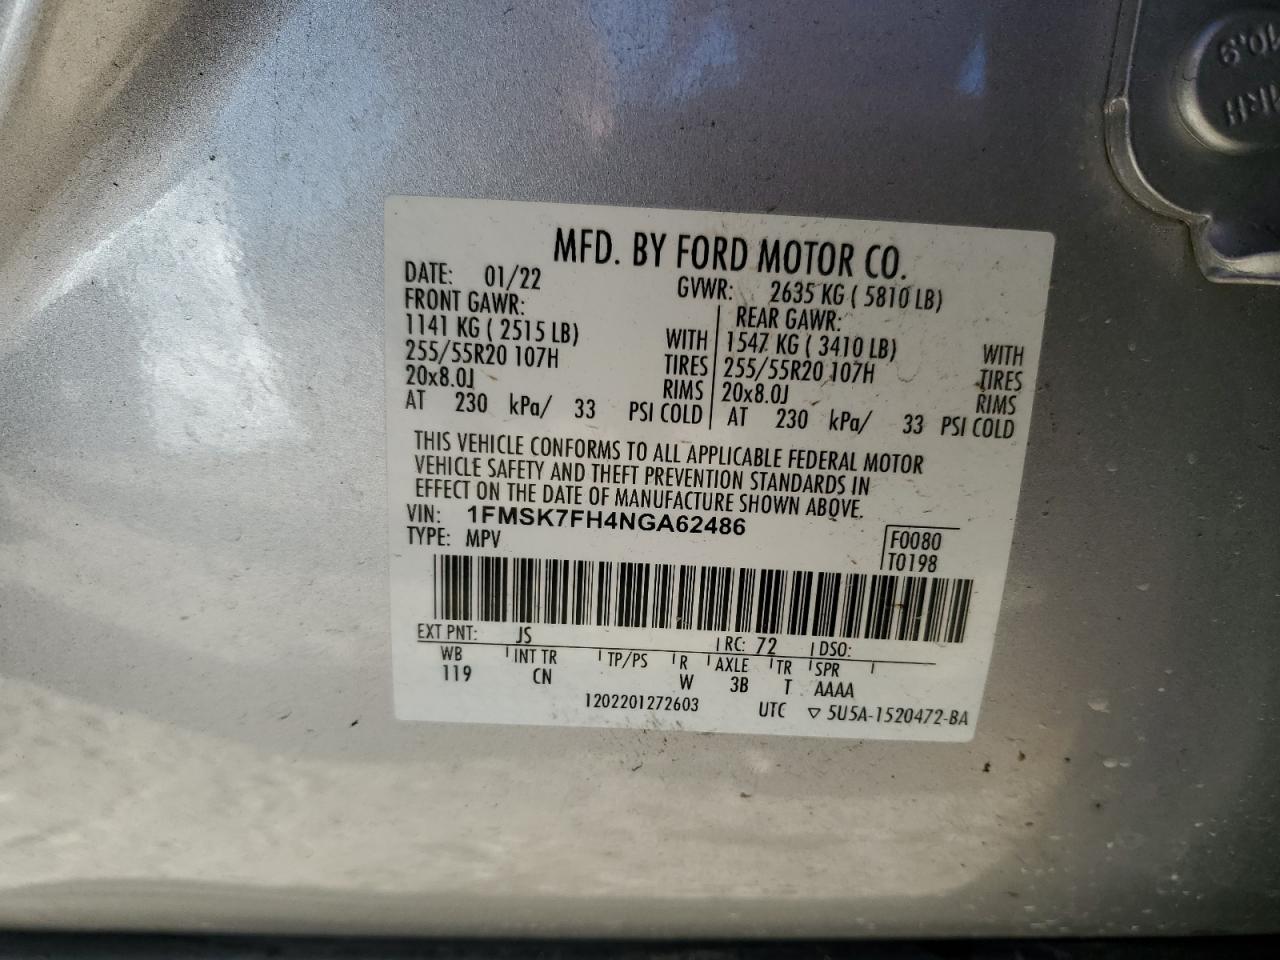 10.9
1RH
MFD. BY FORD MOTOR CO.
DATE: 01/22
GVWR: 2635 KG ( 5810 LB)
FRONT GAWR:
1141 KG ( 2515 LB) WITH
255/55R20 107H TIRES
20x8.0J RIMS
AT 230 kPa/ 33 PSI COLD
REAR GAWR:
1547 KG ( 3410 LB) WITH
255/55R20 107H TIRES
20x8.0J RIMS
AT 230 kPa/ 33 PSI COLD
THIS VEHICLE CONFORMS TO ALL APPLICABLE FEDERAL MOTOR
VEHICLE SAFETY AND THEFT PREVENTION STANDARDS IN
EFFECT ON THE DATE OF MANUFACTURE SHOWN ABOVE.
VIN: 1FMSK7FH4NGA62486
TYPE: MPV
F0080
T0198
EXT PNT: JS RC: 72 DSO:
WB INT TR TP/PS R AXLE TR SPR
119 CN W 3B T AAAA
1202201272603 UTC ▽ 5U5A-1520472-BA